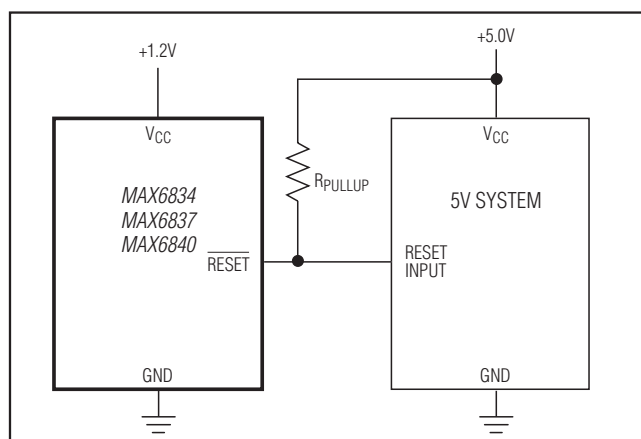 +1.2V
+5.0V
VCC
VCC
RPULLUP
MAX6834
MAX6837
MAX6840
5V SYSTEM
RESET
RESET
INPUT
GND
GND